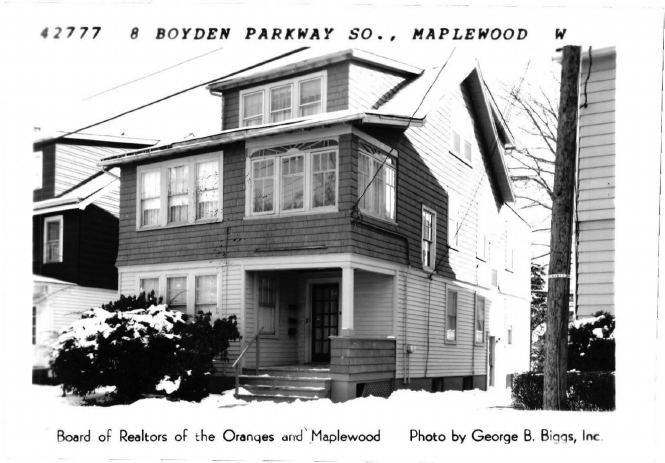 42777 8 BOYDEN PARKWAY SO., MAPLEWOOD W
Board of Realtors of the Oranges and Maplewood Photo by George B. Biggs, Inc.